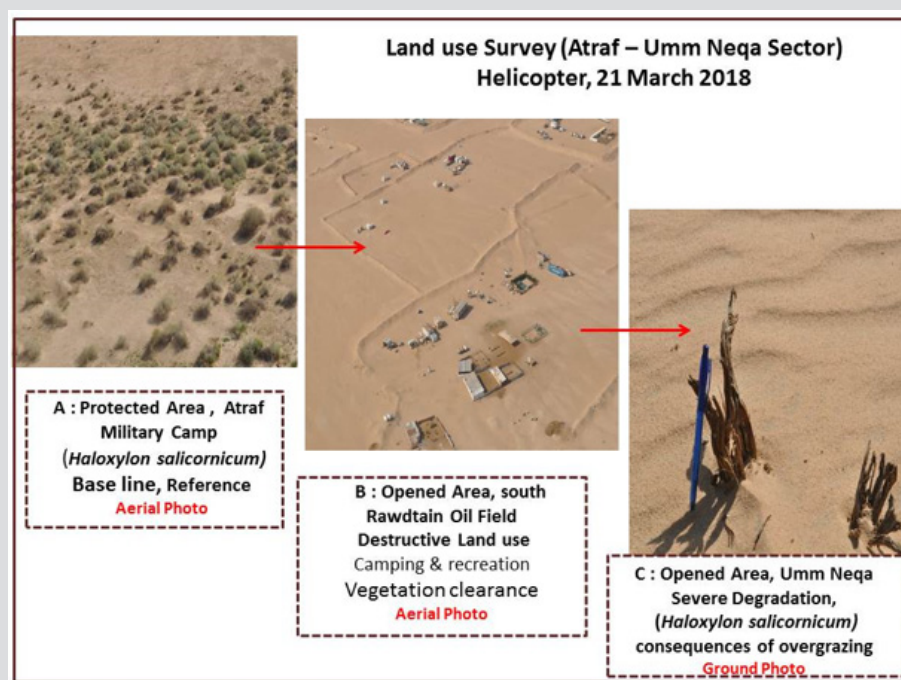 Land use Survey (Atraf – Umm Neqa Sector)
Helicopter, 21 March 2018
A : Protected Area , Atraf
Military Camp
(Haloxylon salicornicum)
Base line, Reference
Aerial Photo
B : Opened Area, south
Rawdtain Oil Field
Destructive Land use
Camping & recreation
Vegetation clearance
Aerial Photo
C : Opened Area, Umm Neqa
Severe Degradation,
(Haloxylon salicornicum)
consequences of overgrazing
Ground Photo